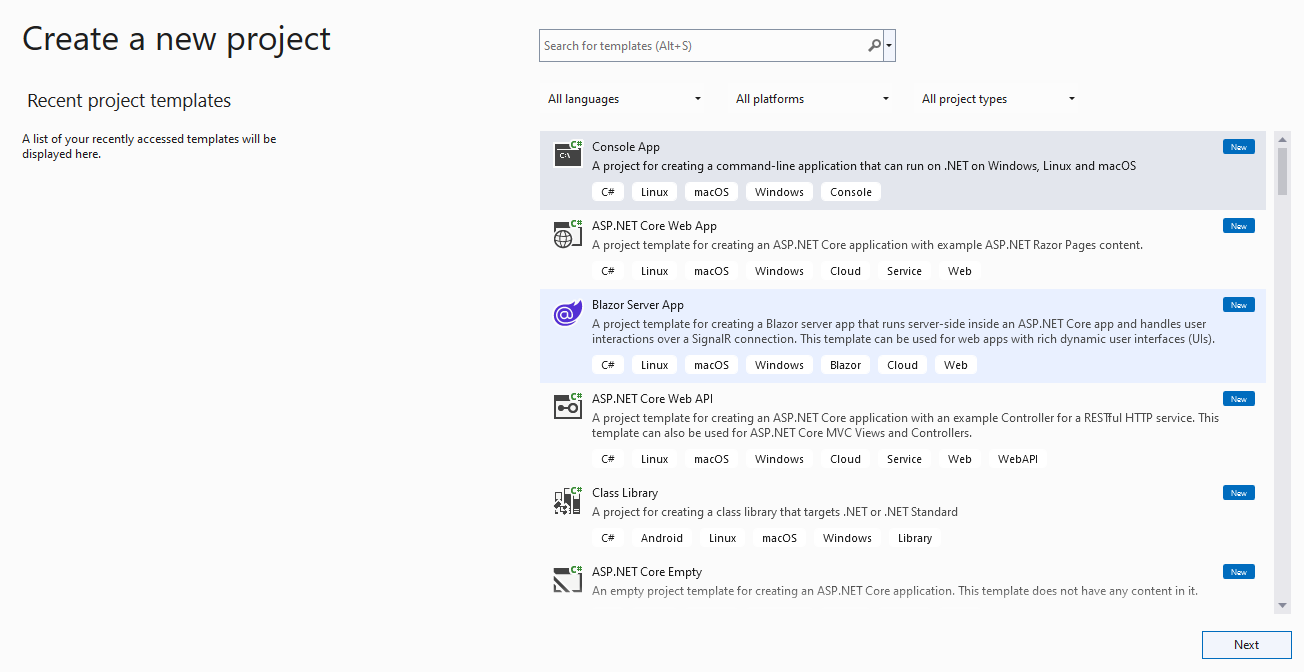 Create a new project
Search for templates (Alt+S)
Recent project templates
A list of your recently accessed templates will be
displayed here.
All languages
All platforms
All project types
C#
C:\
Console App
New
A project for creating a command-line application that can run on .NET on Windows, Linux and macOS
C# Linux macOS Windows Console
C#
ASP.NET Core Web App
New
A project template for creating an ASP.NET Core application with example ASP.NET Razor Pages content.
C# Linux macOS Windows Cloud Service Web
@
Blazor Server App
New
A project template for creating a Blazor server app that runs server-side inside an ASP.NET Core app and handles user
interactions over a SignalR connection. This template can be used for web apps with rich dynamic user interfaces (UIs).
C# Linux macOS Windows Blazor Cloud Web
C#
ASP.NET Core Web API
New
A project template for creating an ASP.NET Core application with an example Controller for a RESTful HTTP service. This
template can also be used for ASP.NET Core MVC Views and Controllers.
C# Linux macOS Windows Cloud Service Web WebAPI
C#
Class Library
New
A project for creating a class library that targets .NET or .NET Standard
C# Android Linux macOS Windows Library
C#
ASP.NET Core Empty
New
An empty project template for creating an ASP.NET Core application. This template does not have any content in it.
Next